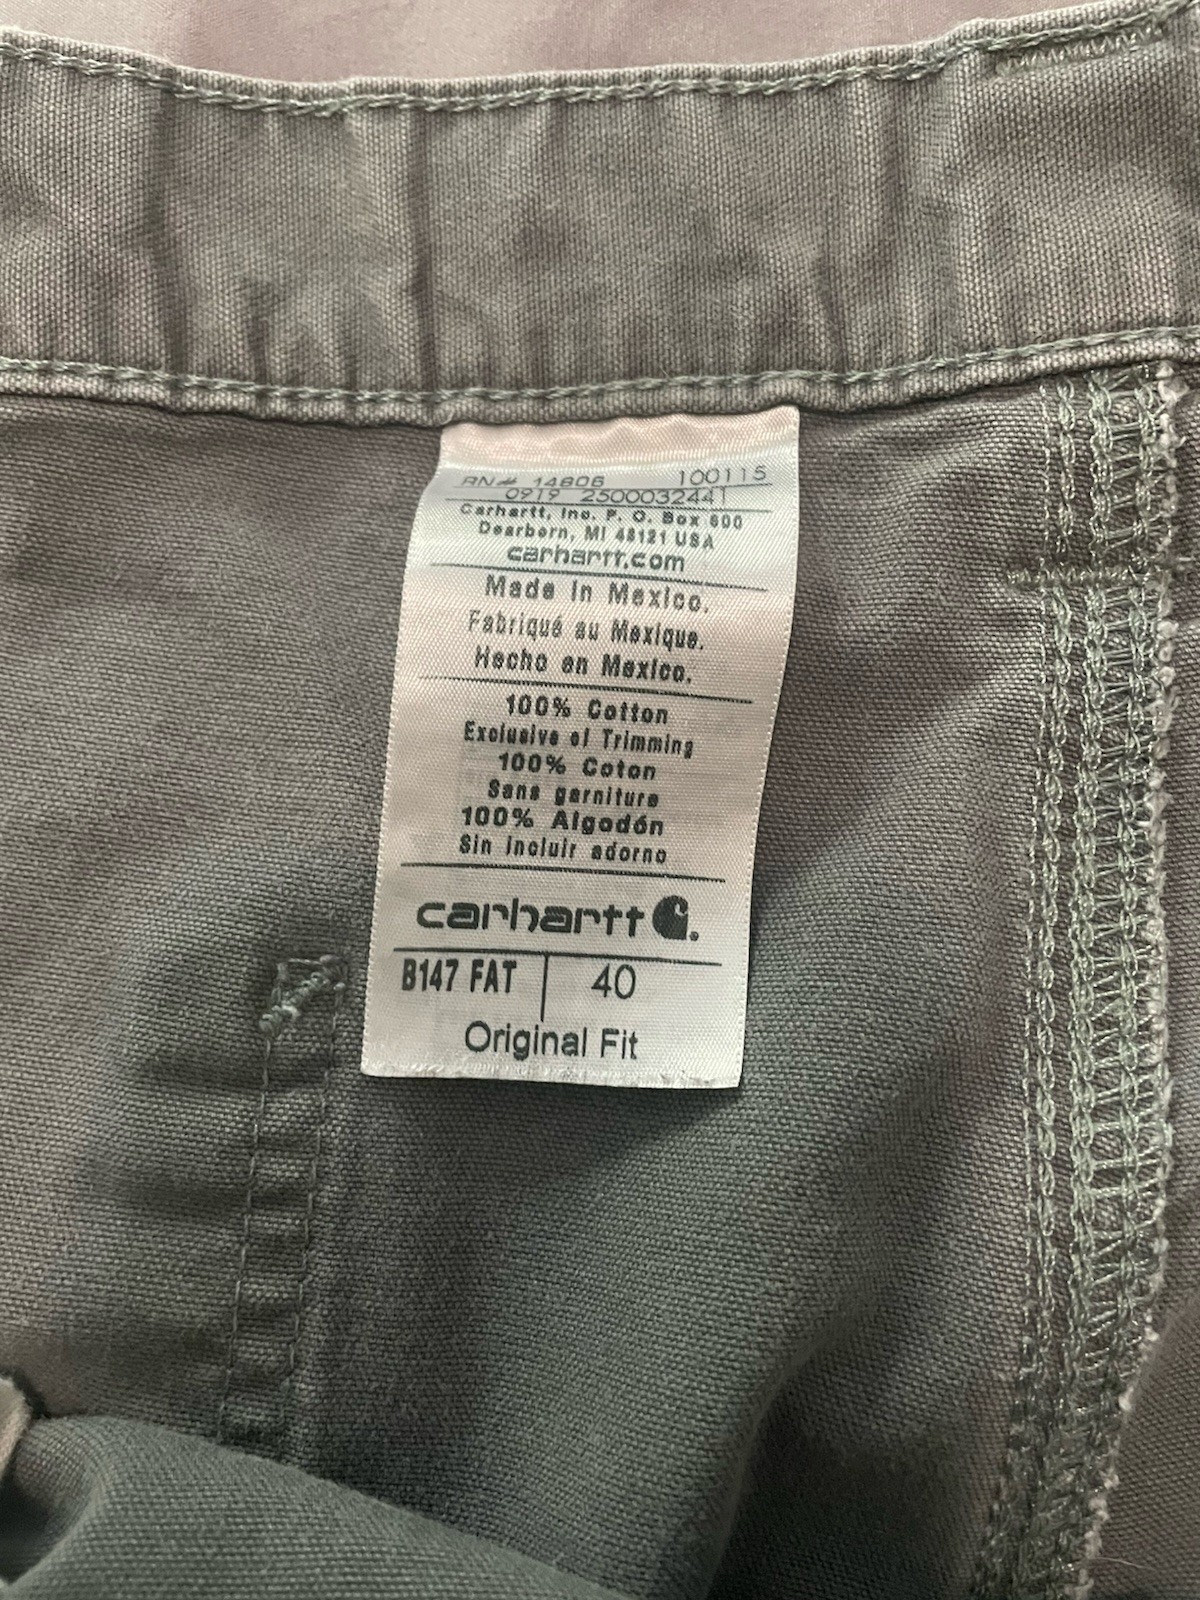 RN# 14806 100115
0919 2500032441
Carhartt, Inc. P. O. Box 600
Dearborn, MI 48121 USA
carhartt.com
Made in Mexico.
Fabriqué au Mexique.
Hecho en Mexico.
100% Cotton
Exclusive of Trimming
100% Coton
Sans garniture
100% Algodón
Sin incluir adorno
carhartt
B147 FAT 40
Original Fit